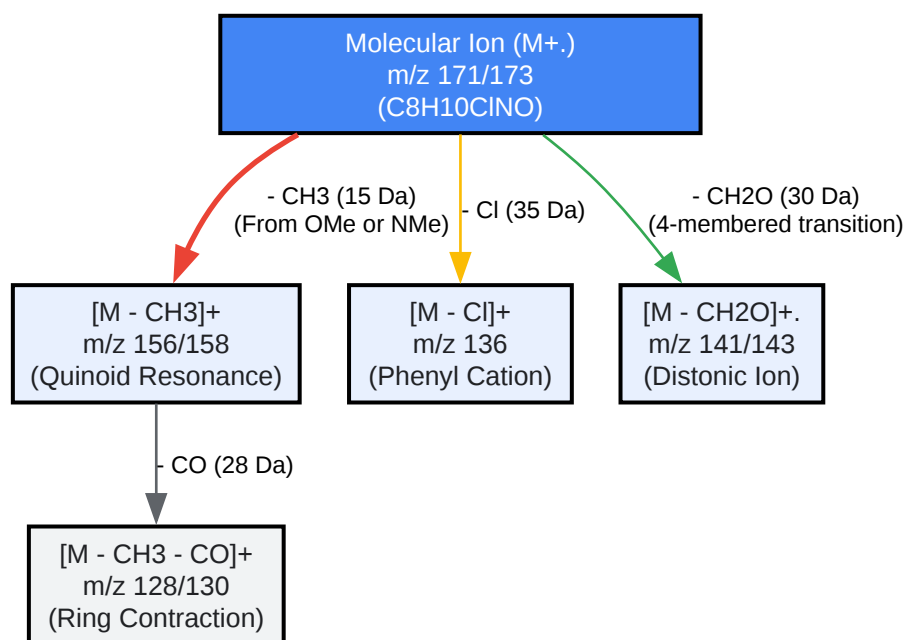 Molecular Ion (M+.)
m/z 171/173
(C8H10ClNO)
- CH3 (15 Da)
(From OMe or NMe)
- Cl (35 Da)
- CH2O (30 Da)
(4-membered transition)
[M - CH3]+
m/z 156/158
(Quinoid Resonance)
[M - Cl]+
m/z 136
(Phenyl Cation)
[M - CH2O]+.
m/z 141/143
(Distonic Ion)
- CO (28 Da)
[M - CH3 - CO]+
m/z 128/130
(Ring Contraction)